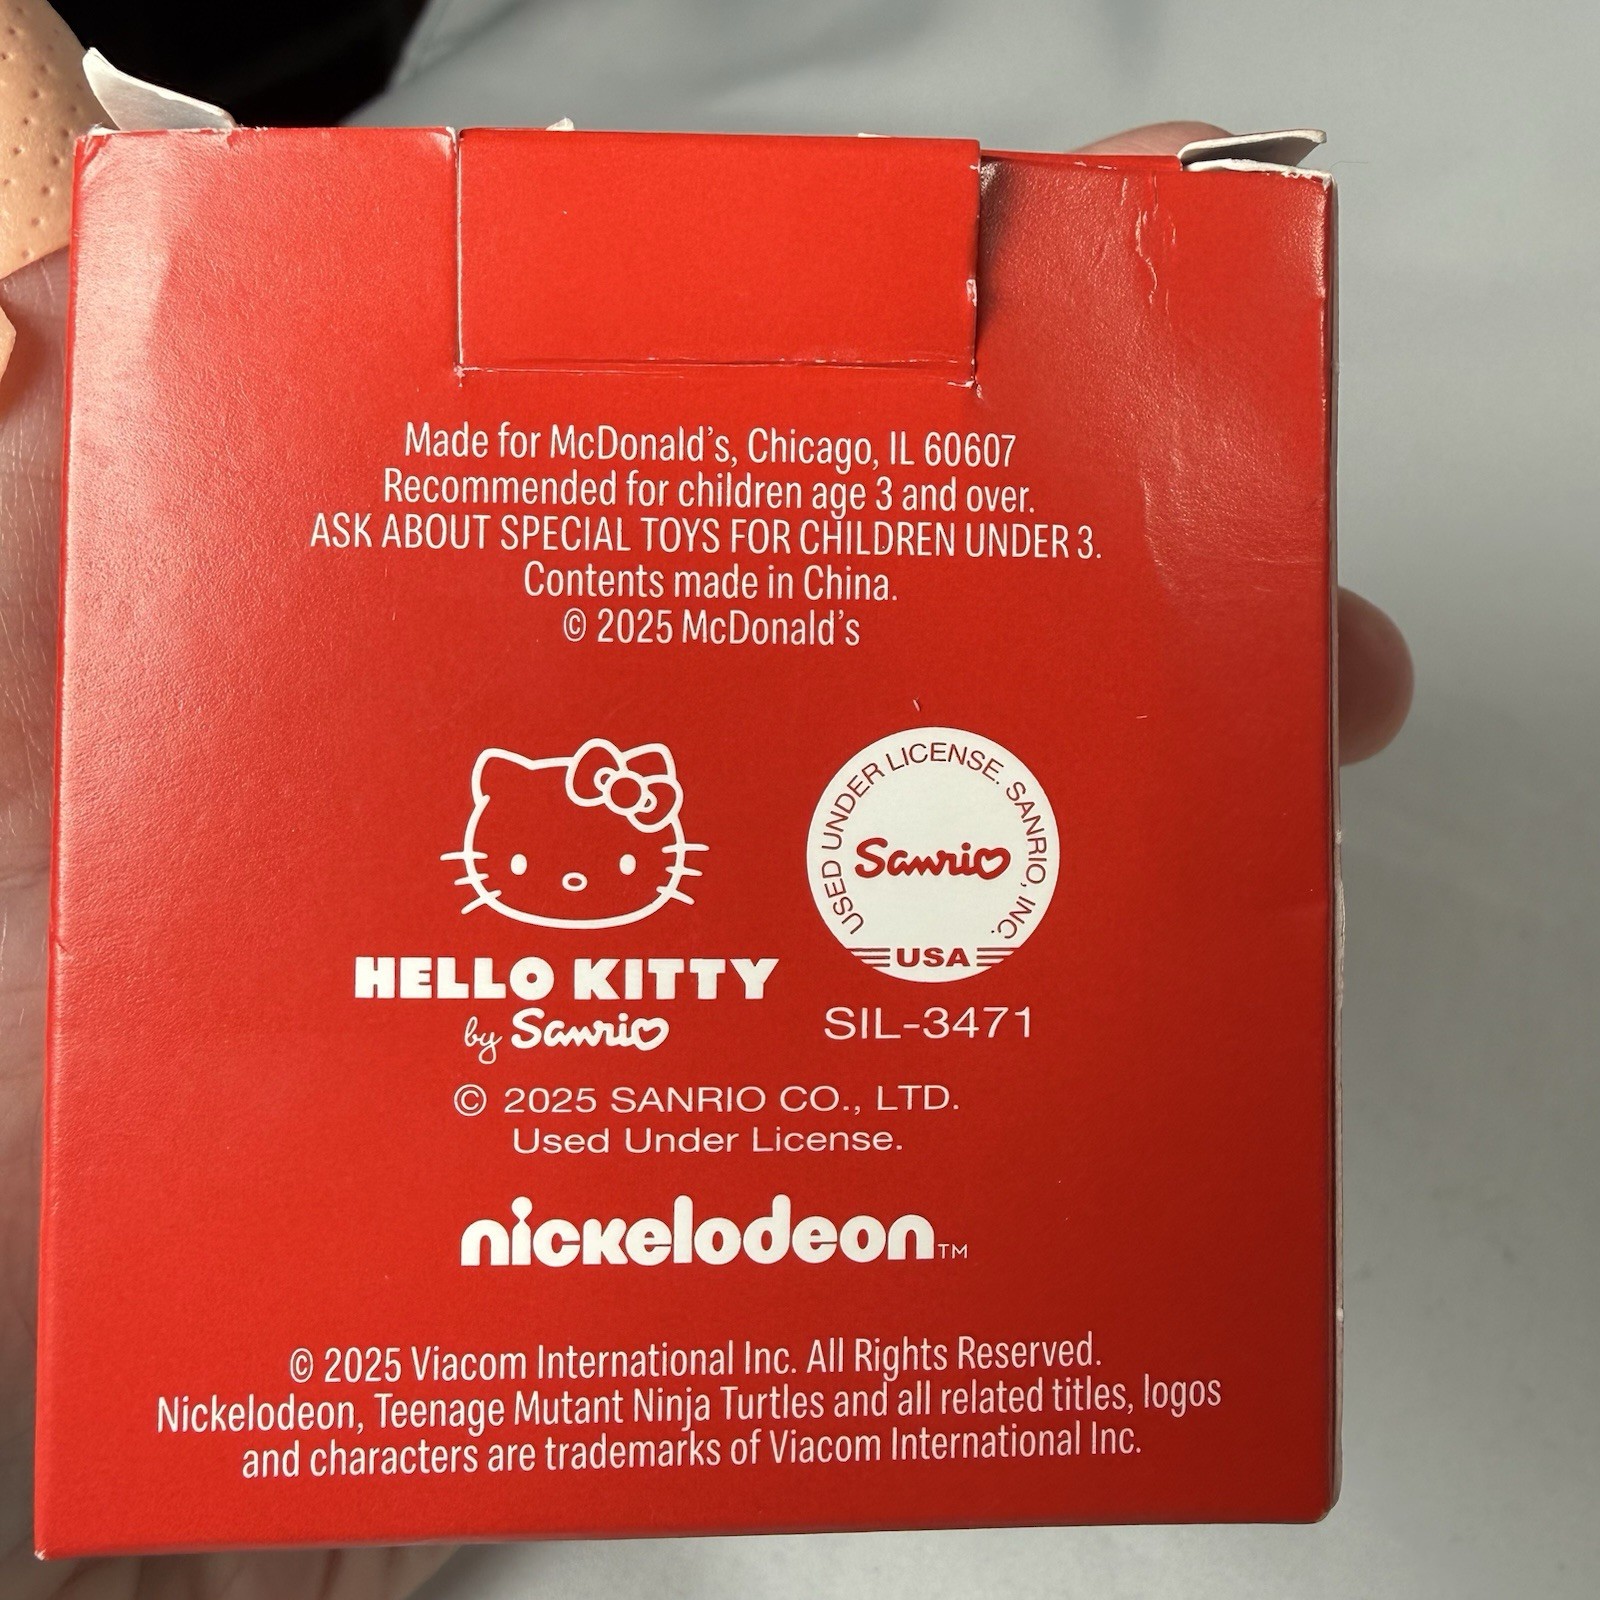 Made for McDonald's, Chicago, IL 60607
Recommended for children age 3 and over.
ASK ABOUT SPECIAL TOYS FOR CHILDREN UNDER 3.
Contents made in China.
© 2025 McDonald's
HELLO KITTY
by Sanrio
USED UNDER LICENSE. SANRIO, INC.
Sanrio
USA
SIL-3471
© 2025 SANRIO CO., LTD.
Used Under License.
nickelodeon TM
© 2025 Viacom International Inc. All Rights Reserved.
Nickelodeon, Teenage Mutant Ninja Turtles and all related titles, logos
and characters are trademarks of Viacom International Inc.